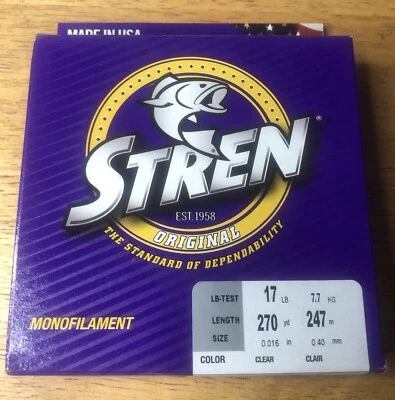 MADE IN USA
STREN®
EST. 1958
ORIGINAL
THE STANDARD OF DEPENDABILITY
MONOFILAMENT
LB-TEST 17 LB 7.7 KG
LENGTH 270 yd 247 m
SIZE 0.016 in 0.40 mm
COLOR CLEAR CLAIR